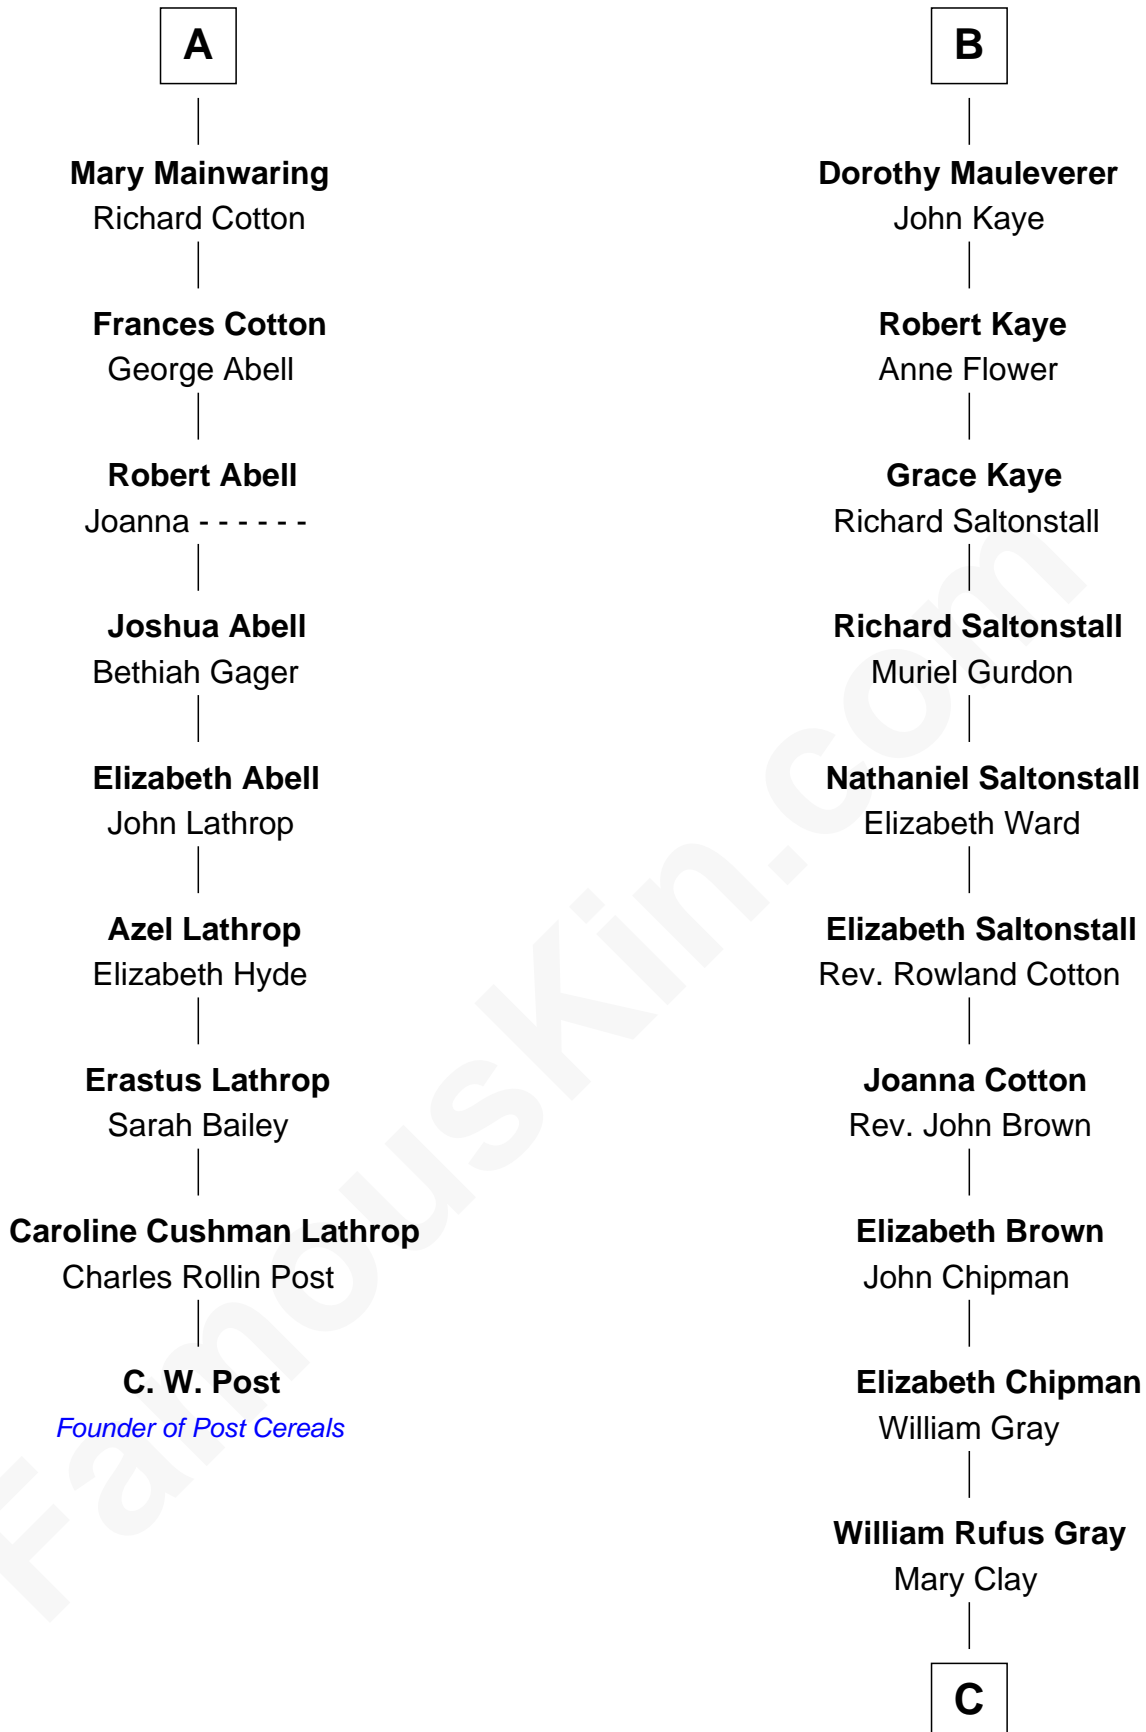 A
Mary Mainwaring
Richard Cotton
Frances Cotton
George Abell
Robert Abell
Joanna - - - - - -
Joshua Abell
Bethiah Gager
Elizabeth Abell
John Lathrop
Azel Lathrop
Elizabeth Hyde
Erastus Lathrop
Sarah Bailey
Caroline Cushman Lathrop
Charles Rollin Post
C. W. Post
Founder of Post Cereals
B
Dorothy Mauleverer
John Kaye
Robert Kaye
Anne Flower
Grace Kaye
Richard Saltonstall
Richard Saltonstall
Muriel Gurdon
Nathaniel Saltonstall
Elizabeth Ward
Elizabeth Saltonstall
Rev. Rowland Cotton
Joanna Cotton
Rev. John Brown
Elizabeth Brown
John Chipman
Elizabeth Chipman
William Gray
William Rufus Gray
Mary Clay
C
FamousKin.com